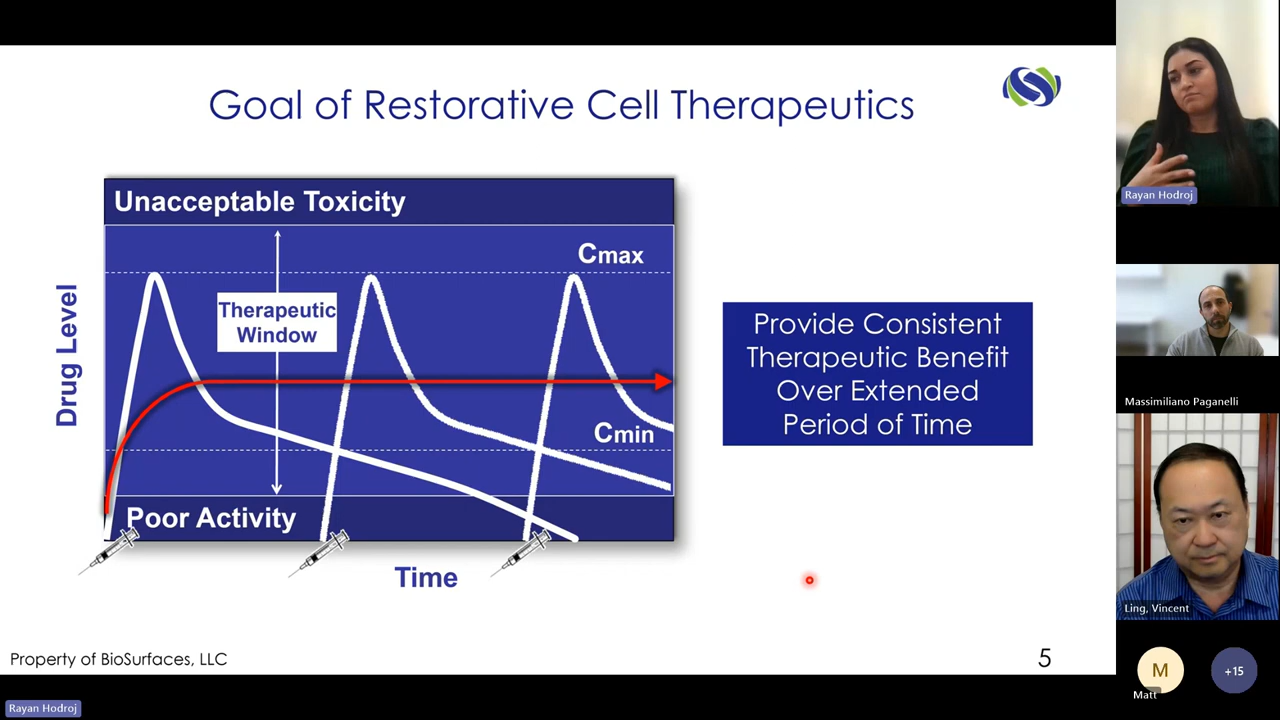 Goal of Restorative Cell Therapeutics
Unacceptable Toxicity
Cmax
Therapeutic
Window
Drug Level
Cmin
Poor Activity
Time
Provide Consistent
Therapeutic Benefit
Over Extended
Period of Time
Property of BioSurfaces, LLC
5
Rayan Hodroj
Rayan Hodroj
Massimiliano Paganelli
Ling, Vincent
M
Matt
+15